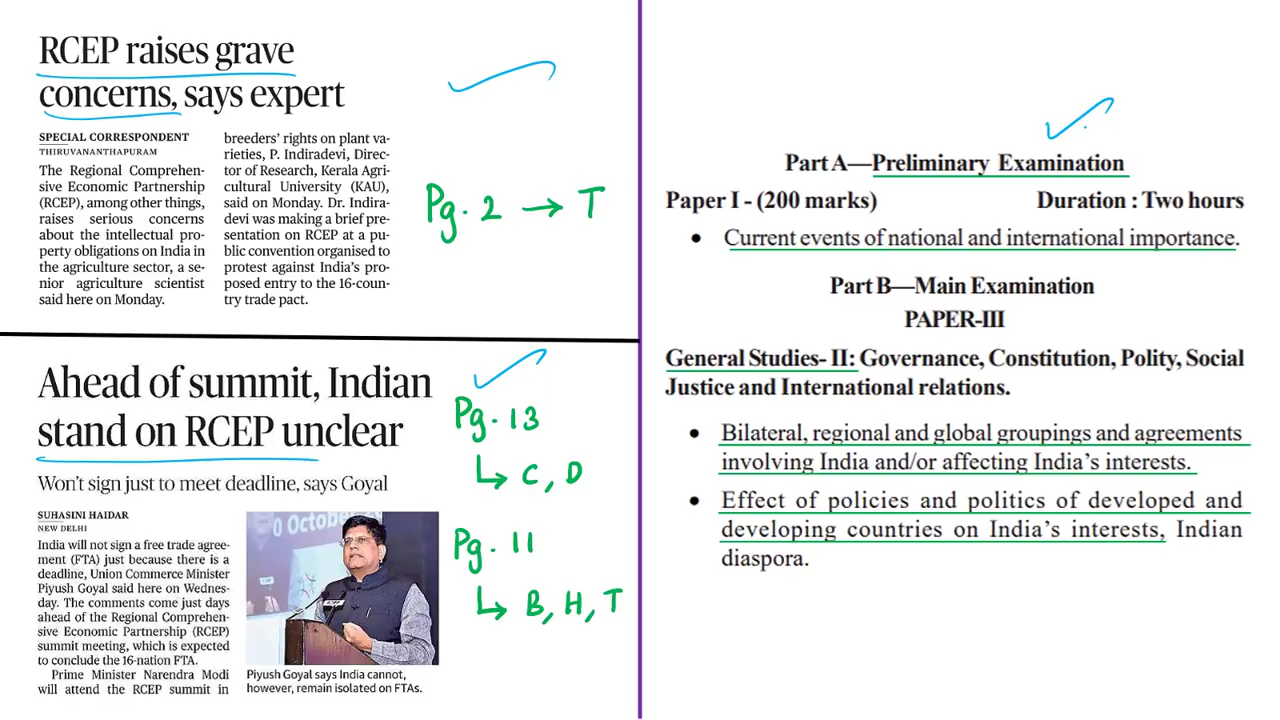 RCEP raises grave
concerns, says expert
SPECIAL CORRESPONDENT
THIRUVANANTHAPURAM
The Regional Comprehen-
sive Economic Partnership
(RCEP), among other things,
raises serious concerns
about the intellectual pro-
perty obligations on India in
the agriculture sector, a se-
nior agriculture scientist
said here on Monday.
breeders' rights on plant va-
rieties, P. Indiradevi, Direc-
tor of Research, Kerala Agri-
cultural University (KAU),
said on Monday. Dr. Indira-
devi was making a brief pre-
sentation on RCEP at a pu-
blic convention organised to
protest against India's pro-
posed entry to the 16-coun-
try trade pact.
Pg. 2 → T
Ahead of summit, Indian
stand on RCEP unclear
Won't sign just to meet deadline, says Goyal
SUHASINI HAIDAR
NEW DELHI
India will not sign a free trade agree-
ment (FTA) just because there is a
deadline, Union Commerce Minister
Piyush Goyal said here on Wednes-
day. The comments come just days
ahead of the Regional Comprehen-
sive Economic Partnership (RCEP)
summit meeting, which is expected
to conclude the 16-nation FTA.
Prime Minister Narendra Modi
will attend the RCEP summit in
0 October
Piyush Goyal says India cannot,
however, remain isolated on FTAs.
Pg. 13
↳ C, D
Pg. 11
↳ B, H, T
Part A—Preliminary Examination
Paper I - (200 marks) Duration : Two hours
• Current events of national and international importance.
Part B—Main Examination
PAPER-III
General Studies- II: Governance, Constitution, Polity, Social
Justice and International relations.
• Bilateral, regional and global groupings and agreements
involving India and/or affecting India's interests.
• Effect of policies and politics of developed and
developing countries on India's interests, Indian
diaspora.